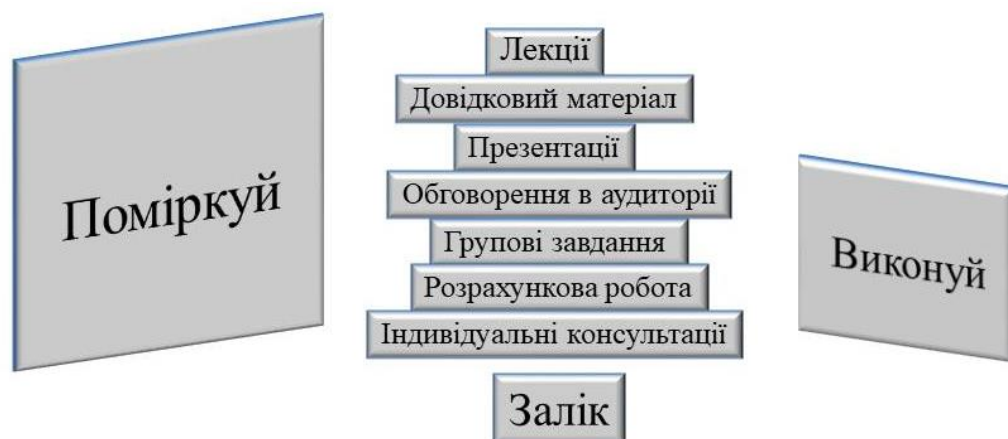 Поміркуй
Лекції
Довідковий матеріал
Презентації
Обговорення в аудиторії
Групові завдання
Розрахункова робота
Індивідуальні консультації
Залік
Виконуй